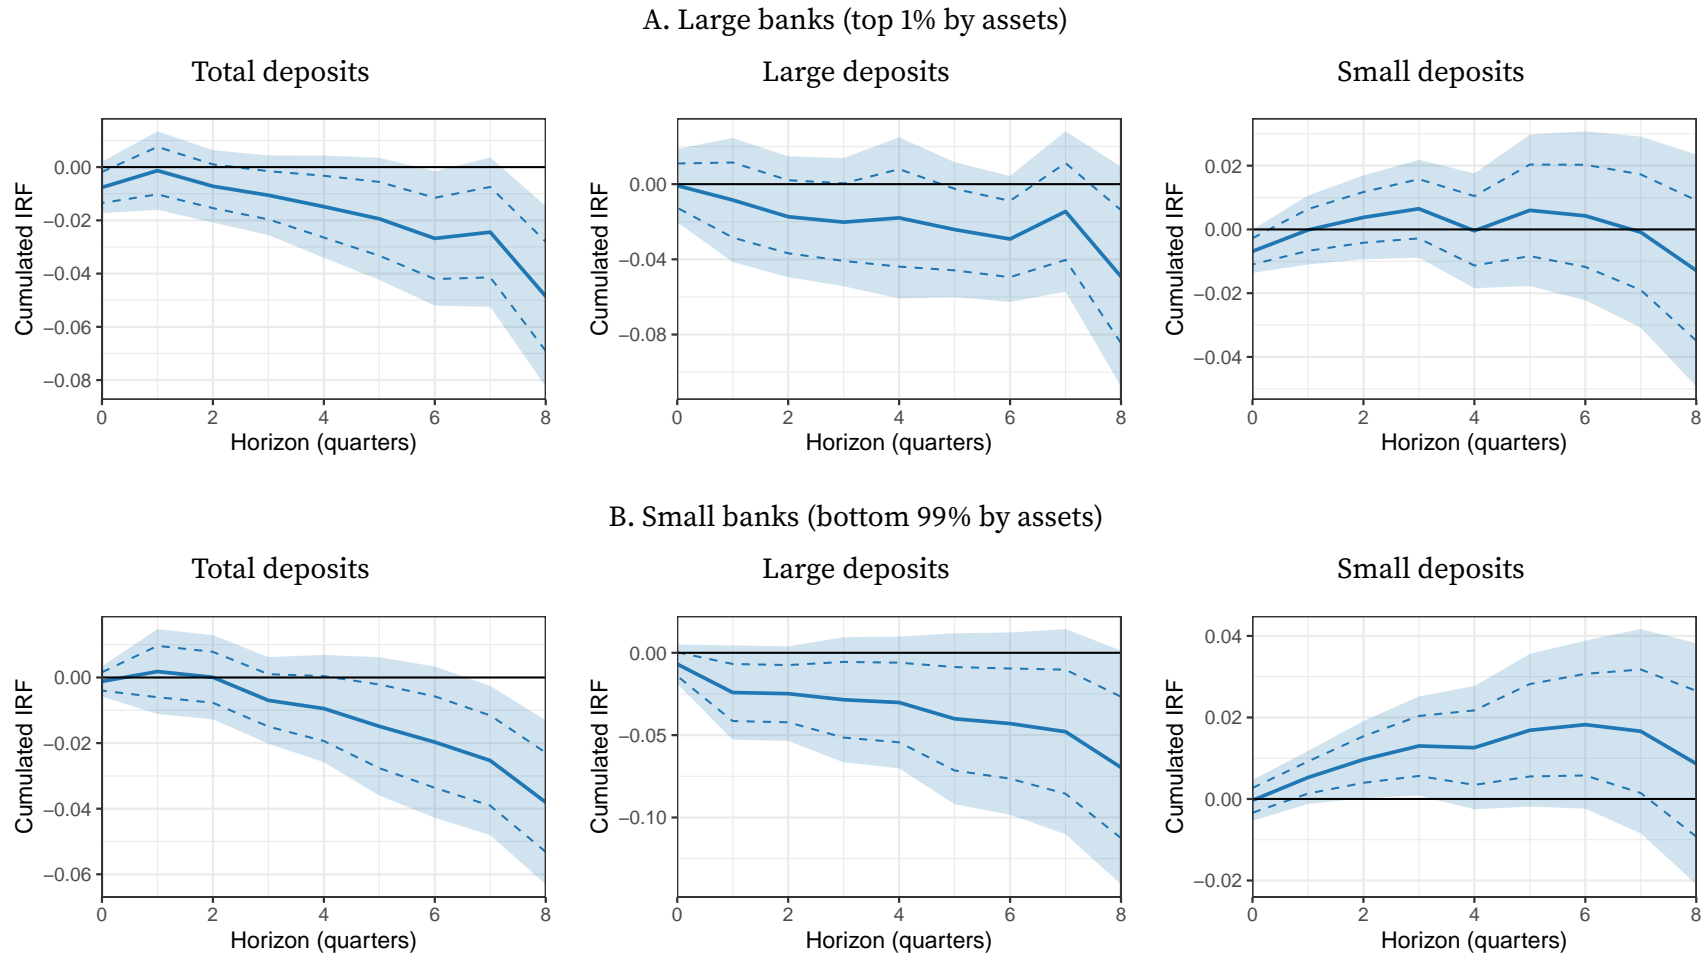 A. Large banks (top 1% by assets)
Total deposits
Large deposits
Small deposits
Cumulated IRF
0.00
−0.02
−0.04
−0.06
−0.08
0 2 4 6 8
Horizon (quarters)
Cumulated IRF
0.00
−0.04
−0.08
0 2 4 6 8
Horizon (quarters)
Cumulated IRF
0.02
0.00
−0.02
−0.04
0 2 4 6 8
Horizon (quarters)
B. Small banks (bottom 99% by assets)
Total deposits
Large deposits
Small deposits
Cumulated IRF
0.00
−0.02
−0.04
−0.06
0 2 4 6 8
Horizon (quarters)
Cumulated IRF
0.00
−0.05
−0.10
0 2 4 6 8
Horizon (quarters)
Cumulated IRF
0.04
0.02
0.00
−0.02
0 2 4 6 8
Horizon (quarters)